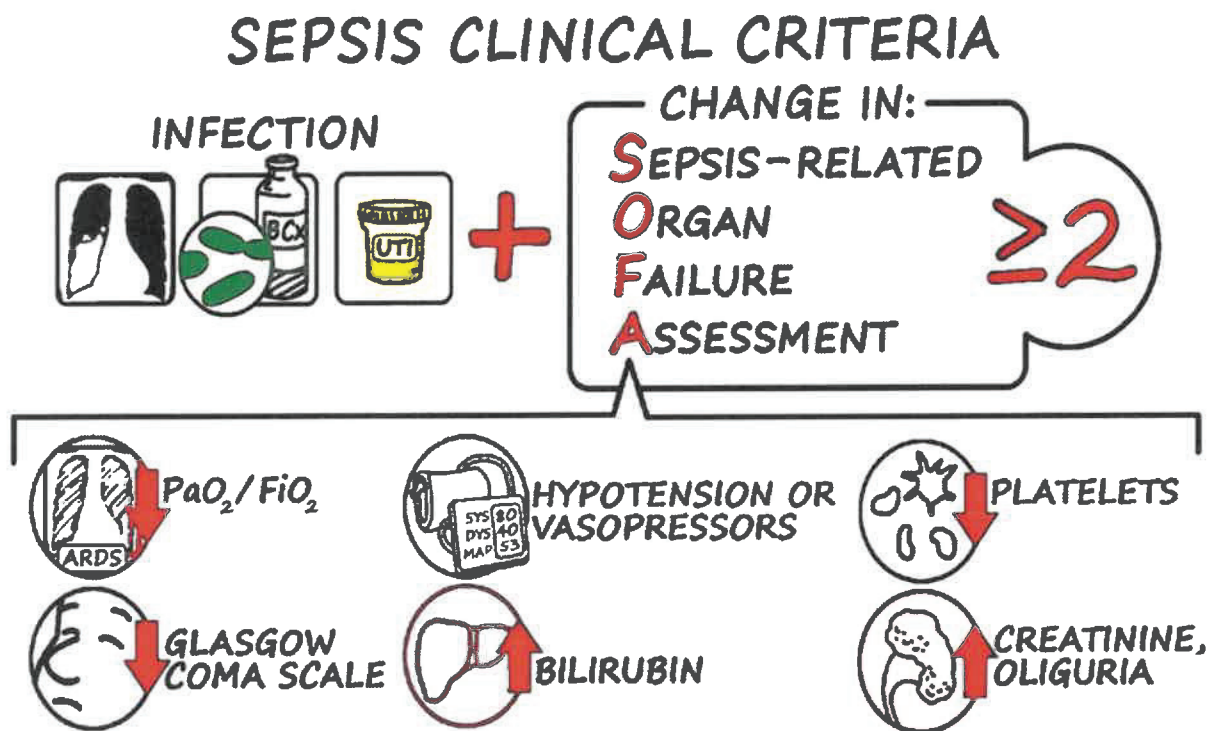 SEPSIS CLINICAL CRITERIA
INFECTION
BCx
UTI
+
CHANGE IN:
SEPSIS-RELATED
ORGAN
FAILURE
ASSESSMENT
≥2
PaO₂/FiO₂
ARDS
HYPOTENSION OR
VASOPRESSORS
SYS 80
DYS 40
MAP 53
PLATELETS
GLASGOW
COMA SCALE
BILIRUBIN
CREATININE,
OLIGURIA